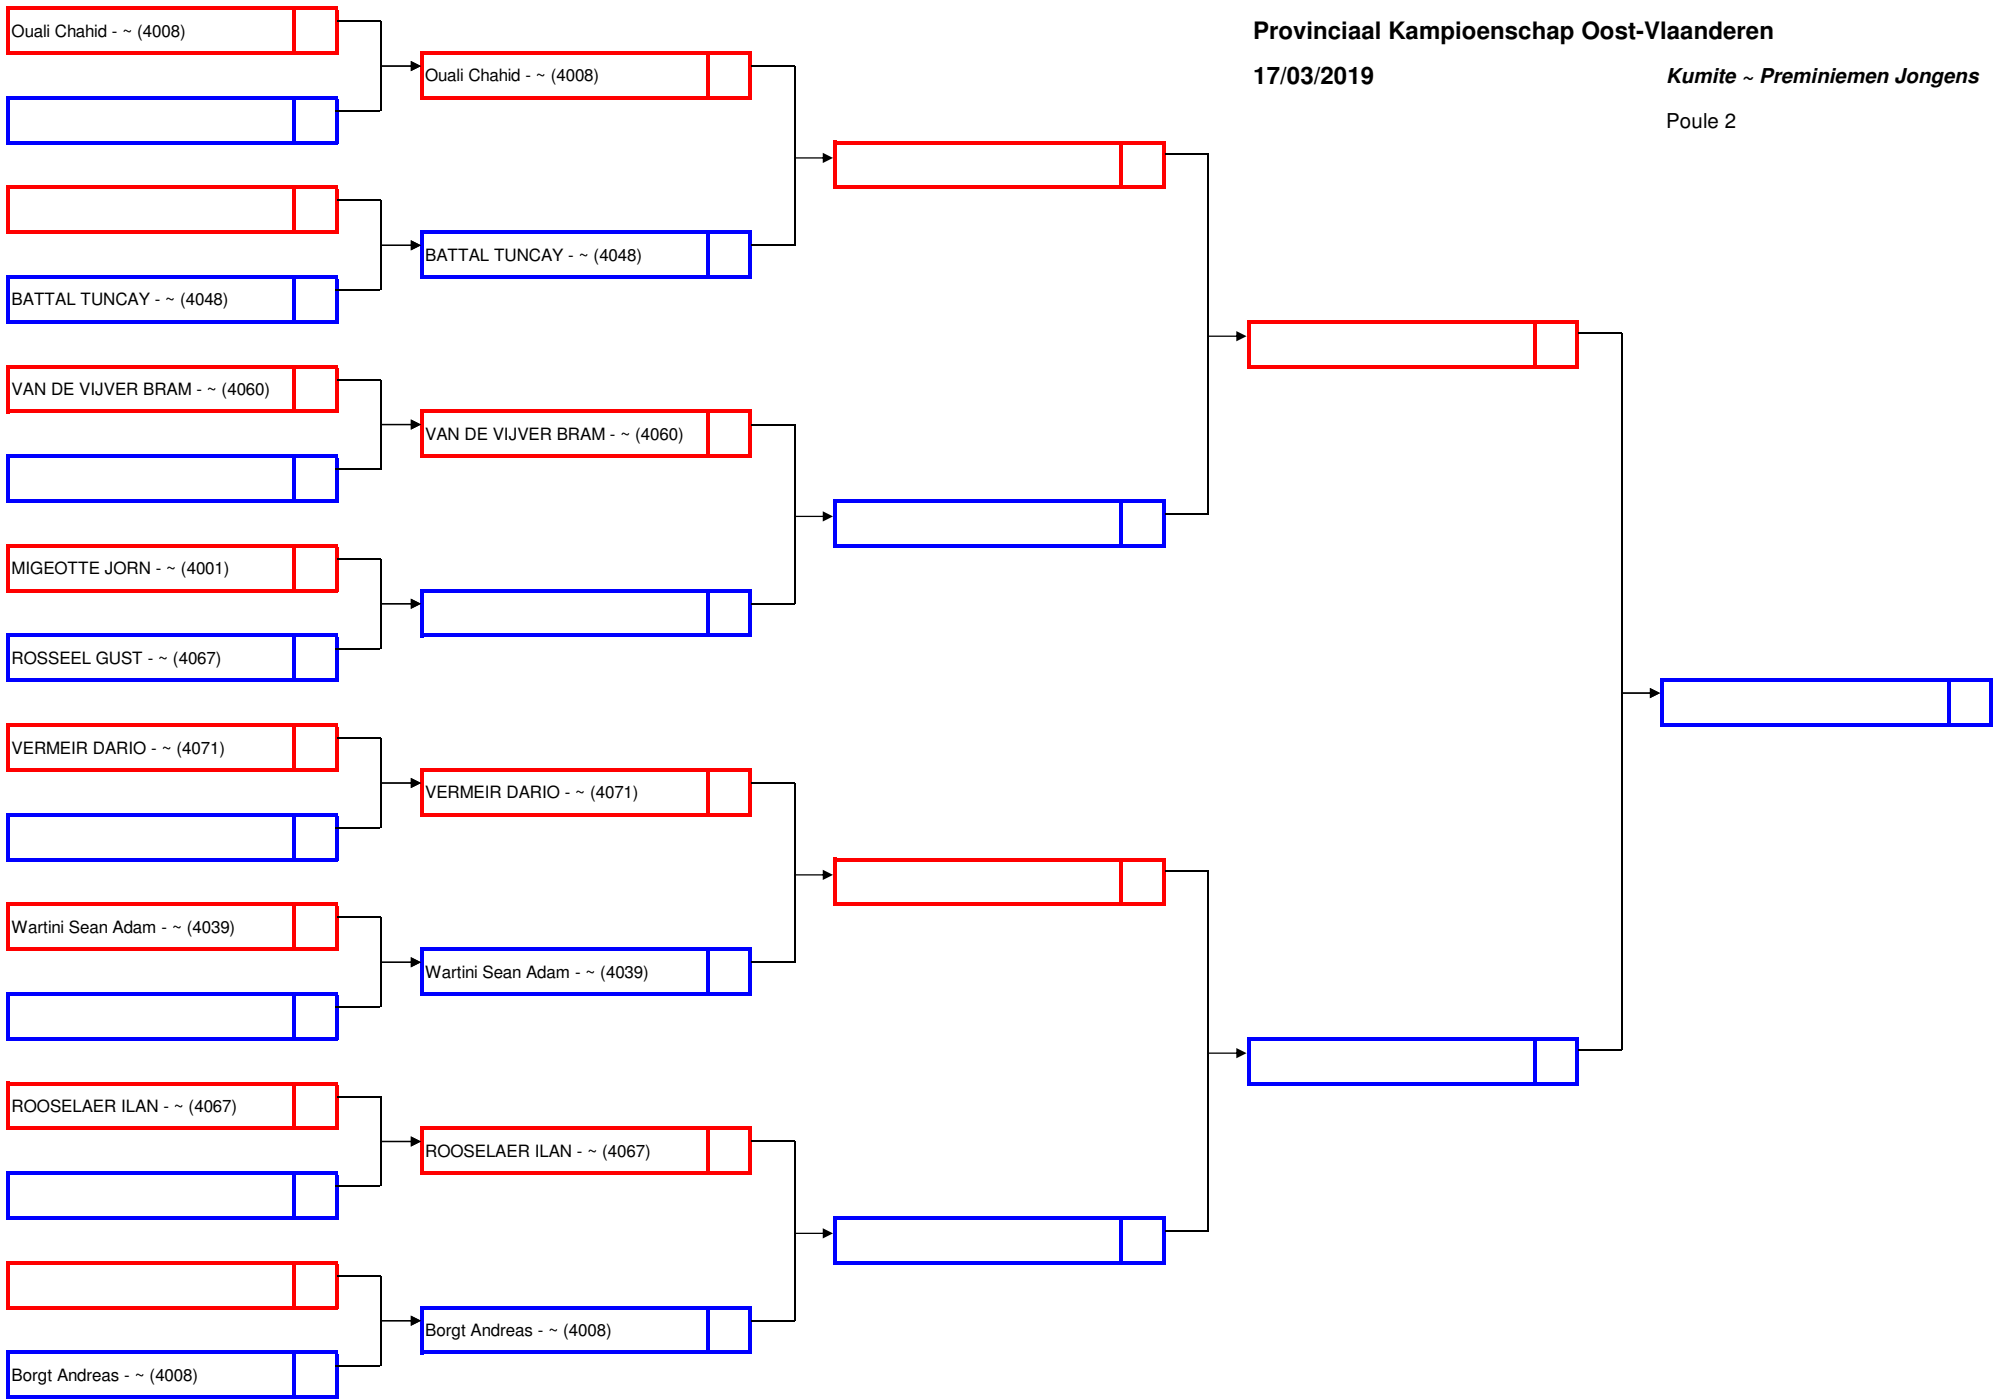 Provinciaal Kampioenschap Oost-Vlaanderen
17/03/2019
Kumite ~ Preminiemen Jongens
Poule 2
Ouali Chahid - ~ (4008)
BATTAL TUNCAY - ~ (4048)
VAN DE VIJVER BRAM - ~ (4060)
MIGEOTTE JORN - ~ (4001)
ROSSEEL GUST - ~ (4067)
VERMEIR DARIO - ~ (4071)
Wartini Sean Adam - ~ (4039)
ROOSELAER ILAN - ~ (4067)
Borgt Andreas - ~ (4008)
Ouali Chahid - ~ (4008)
BATTAL TUNCAY - ~ (4048)
VAN DE VIJVER BRAM - ~ (4060)
VERMEIR DARIO - ~ (4071)
Wartini Sean Adam - ~ (4039)
ROOSELAER ILAN - ~ (4067)
Borgt Andreas - ~ (4008)